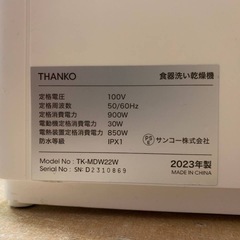 THANKO 食器洗い乾燥機
定格電圧 : 100V
定格周波数 : 50/60Hz
定格消費電力 : 900W
電動機定格消費電力 : 30W
電熱装置定格消費電力 : 850W
防水等級 : IPX1
PS E サンコー株式会社
Model No : TK-MDW22W 2023年製
Serial No : SN: D2310869 MADE IN CHINA